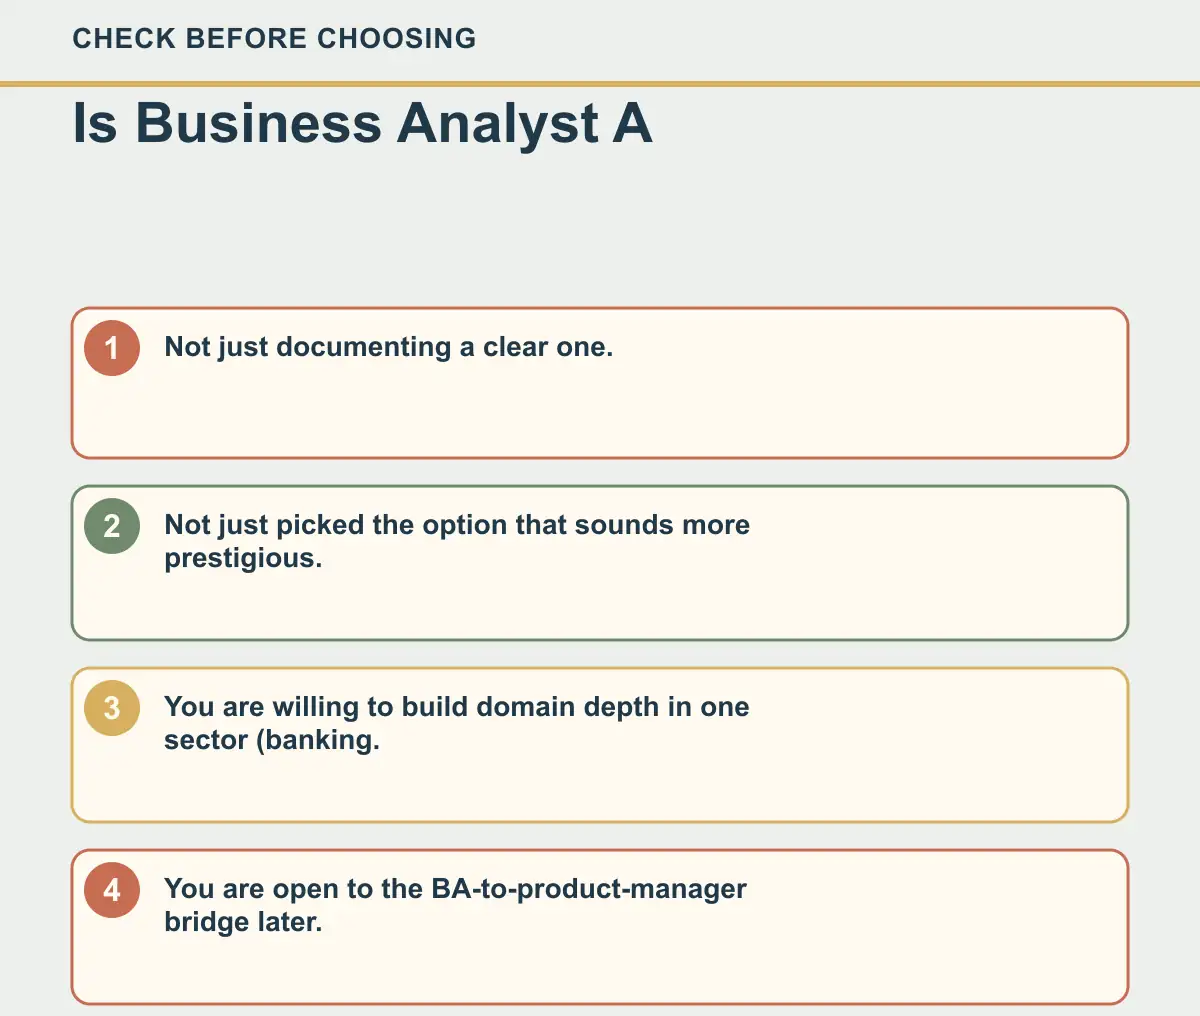 CHECK BEFORE CHOOSING
Is Business Analyst A
1
Not just documenting a clear one.
2
Not just picked the option that sounds more
prestigious.
3
You are willing to build domain depth in one
sector (banking.
4
You are open to the BA-to-product-manager
bridge later.